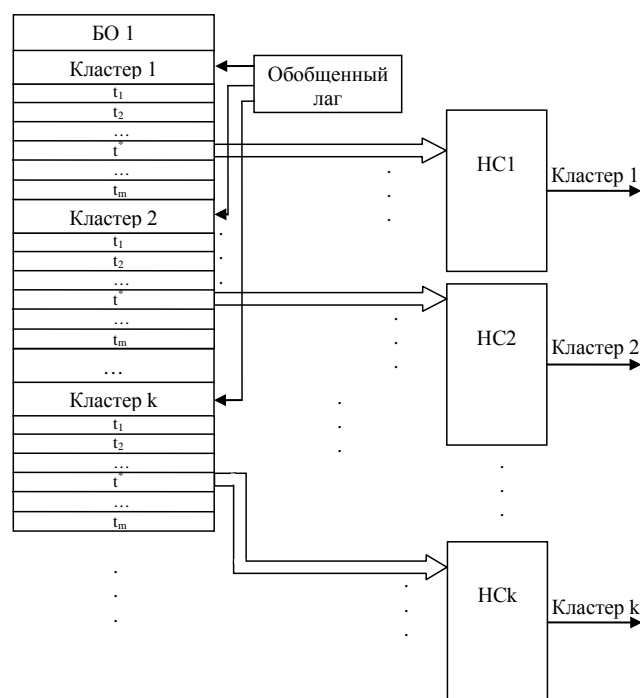 БО 1
Кластер 1
t₁
t₂
…
t*
…
tₘ
Кластер 2
t₁
t₂
…
t*
…
tₘ
…
Кластер k
t₁
t₂
…
t*
…
tₘ
Обобщенный
лаг
НС1
Кластер 1
НС2
Кластер 2
НСk
Кластер k